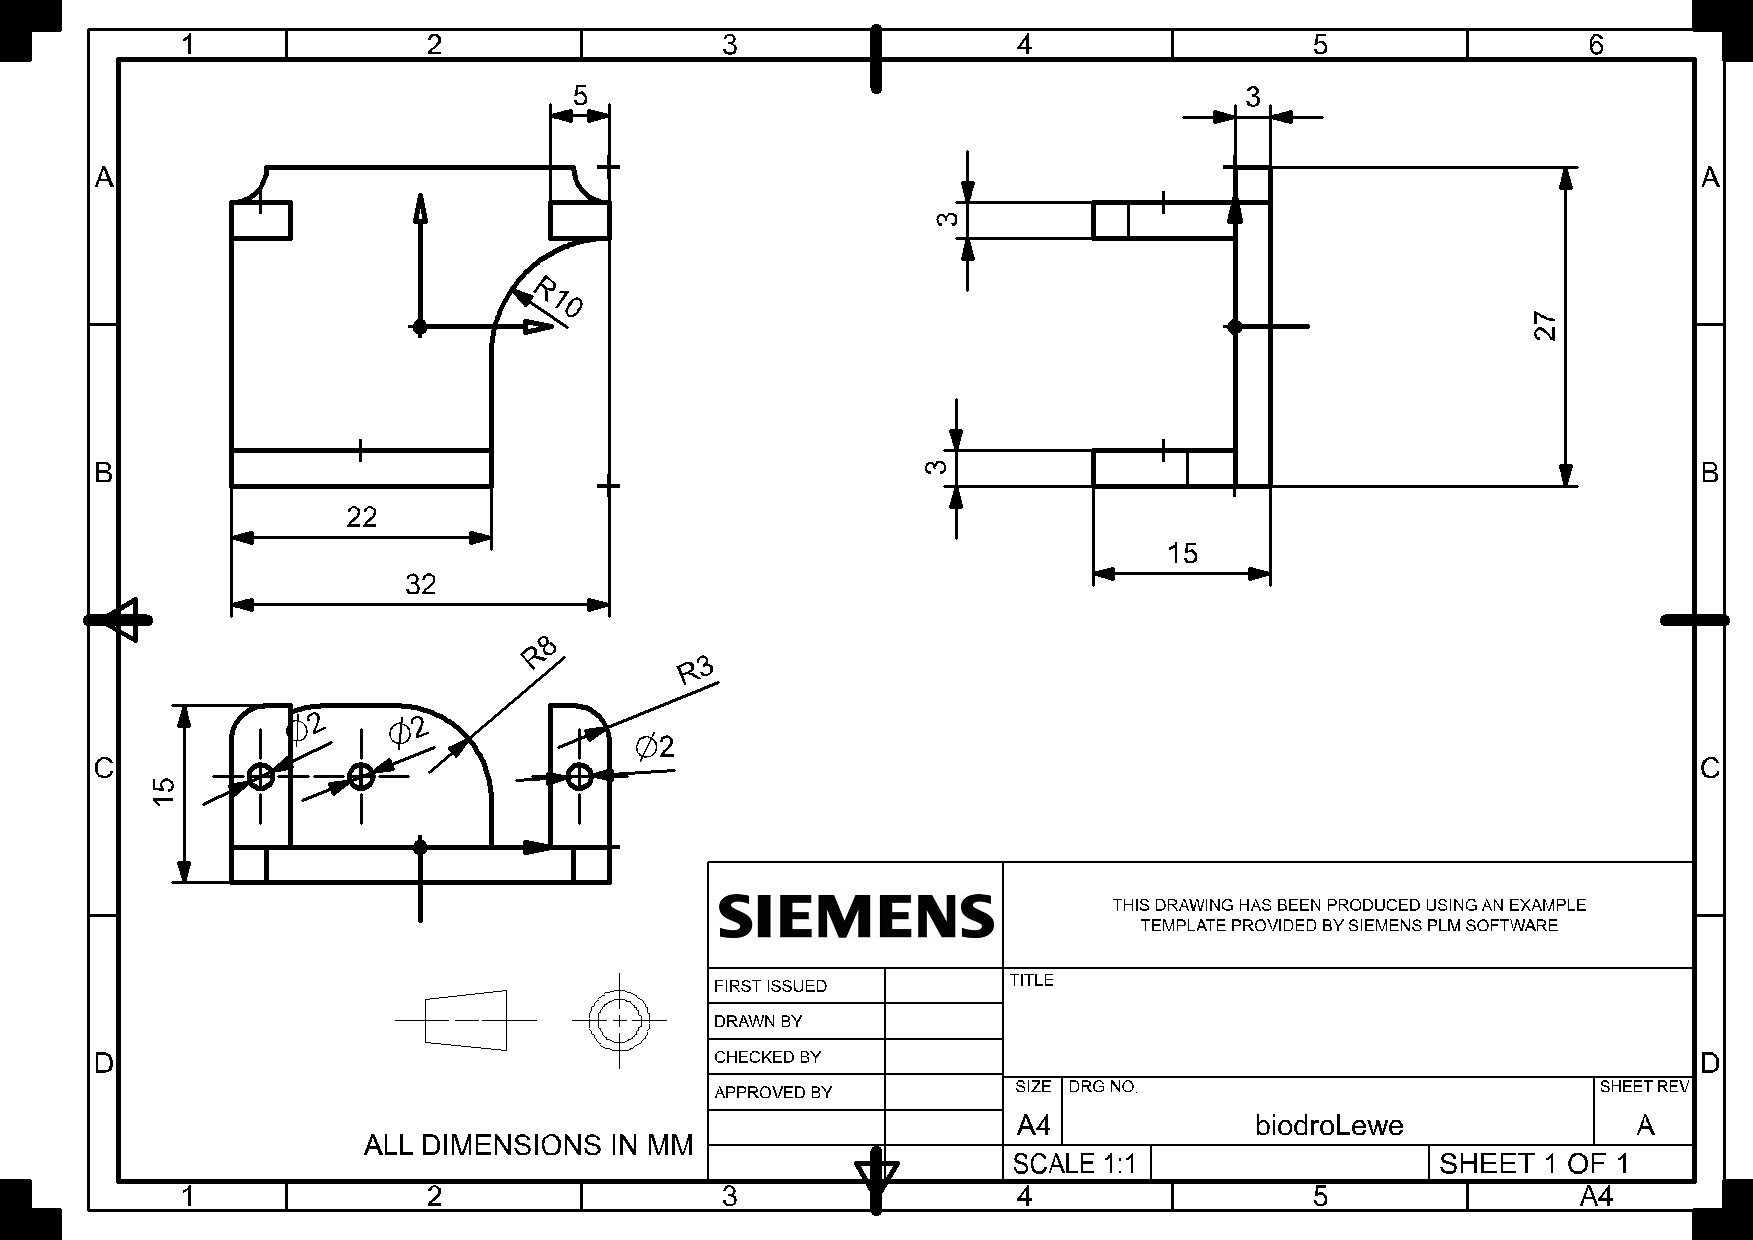 1 2 3 4 5 6
5
3
A A
3
R10
27
B B
3
22
15
32
R8
R3
⌀2 ⌀2
⌀2
C C
15
SIEMENS
THIS DRAWING HAS BEEN PRODUCED USING AN EXAMPLE
TEMPLATE PROVIDED BY SIEMENS PLM SOFTWARE
FIRST ISSUED
TITLE
DRAWN BY
CHECKED BY
D D
APPROVED BY
SIZE DRG NO. SHEET REV
A4 biodroLewe A
ALL DIMENSIONS IN MM
SCALE 1:1 SHEET 1 OF 1
1 2 3 4 5 A4